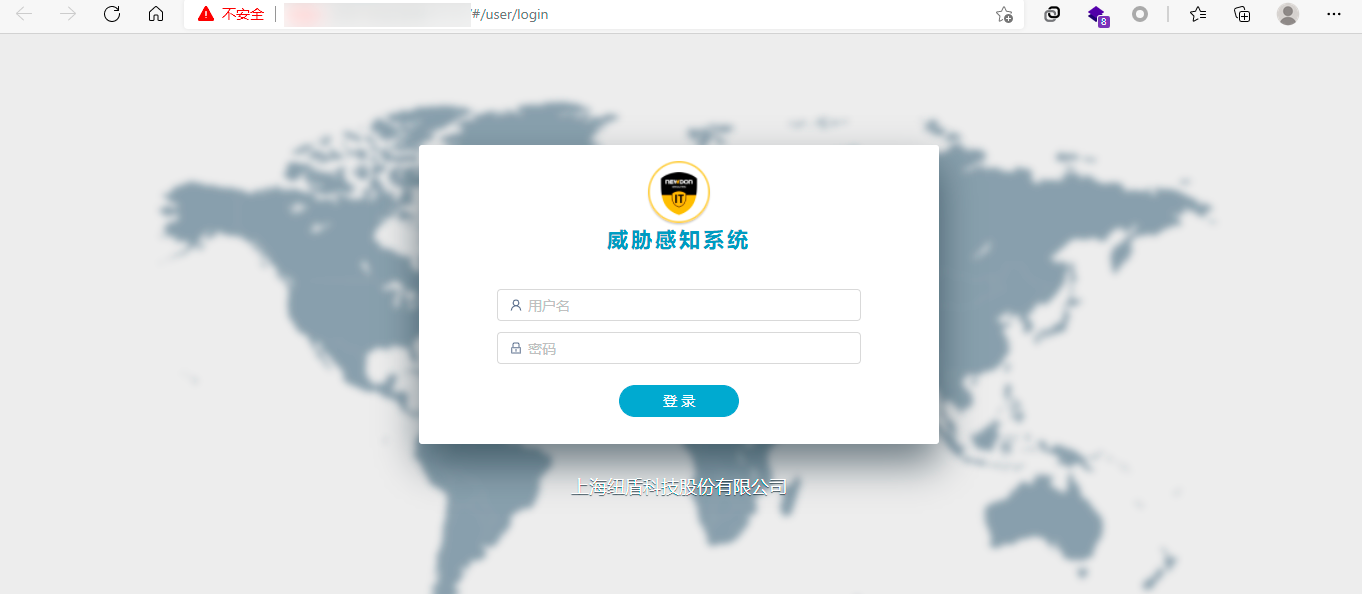 不安全
/#/user/login
8
NEWDON
IT
威胁感知系统
用户名
密码
登录
上海纽盾科技股份有限公司